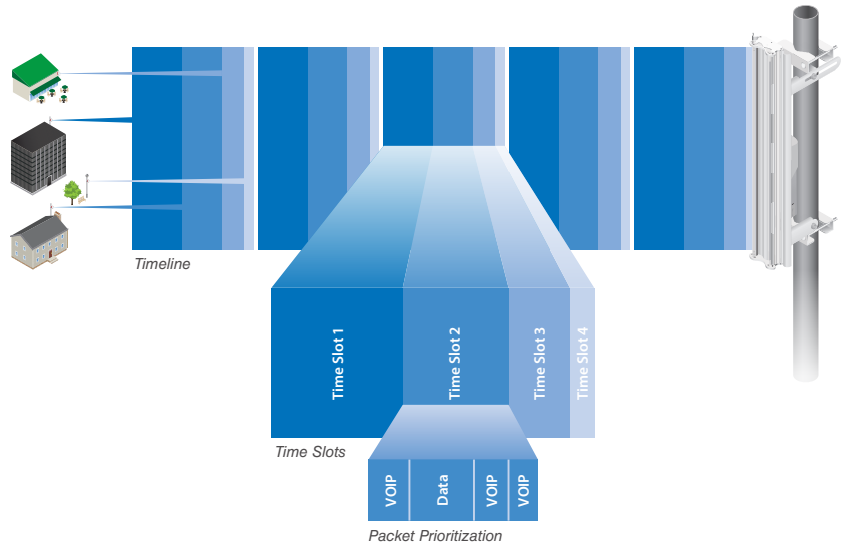 Timeline
Time Slot 1
Time Slot 2
Time Slot 3
Time Slot 4
Time Slots
VOIP
Data
VOIP
VOIP
Packet Prioritization